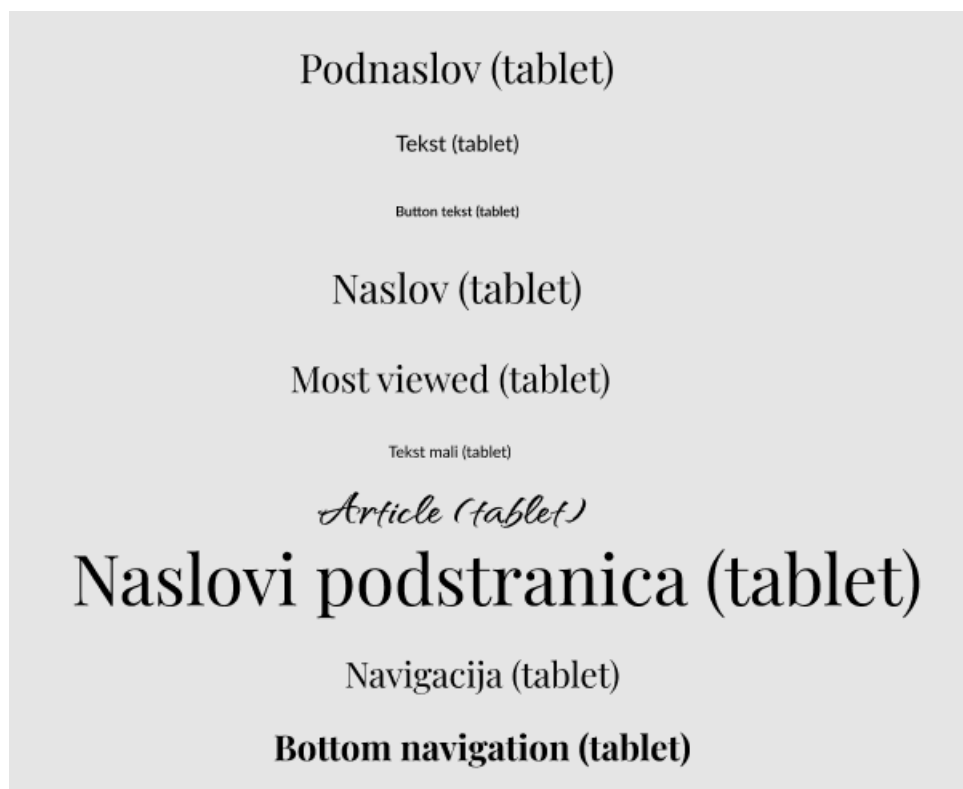 Podnaslov (tablet)
Tekst (tablet)
Button tekst (tablet)
Naslov (tablet)
Most viewed (tablet)
Tekst mali (tablet)
Article (tablet)
Naslovi podstranica (tablet)
Navigacija (tablet)
Bottom navigation (tablet)